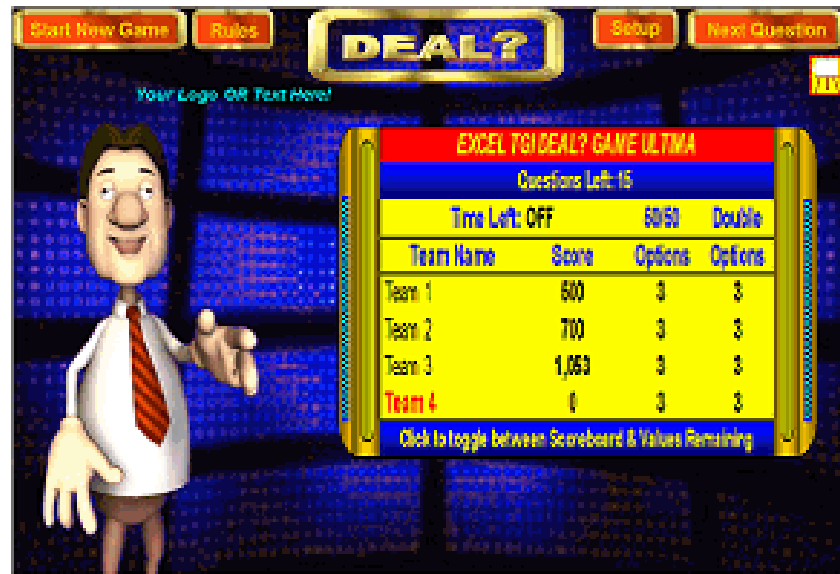 Start New Game
Rules
DEAL?
Setup
Next Question
Your Logo OR Text Here!
EXCEL TGI DEAL? GAME ULTIMA
Questions Left: 15
Time Left: OFF 50/50 Double
Team Name Score Options Options
Team 1 600 3 3
Team 2 700 3 3
Team 3 1,053 3 3
Team 4 0 3 3
Click to toggle between Scoreboard & Values Remaining